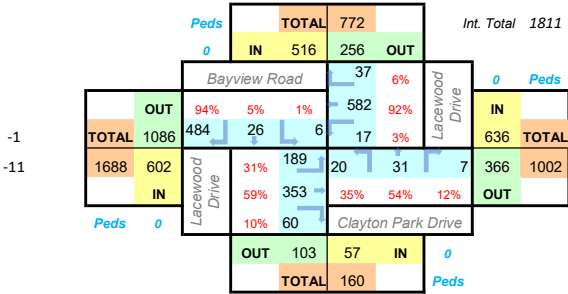 Peds TOTAL 772 Int. Total 1811
0 IN 516 256 OUT
Bayview Road 37 6% Lacewood Drive 0 Peds
OUT 94% 5% 1% 582 92% IN
-1 TOTAL 1086 484 26 6 17 3% 636 TOTAL
-11 1688 602 Lacewood Drive 31% 189 20 31 7 366 1002
IN 59% 353 35% 54% 12% OUT
Peds 0 10% 60 Clayton Park Drive
OUT 103 57 IN 0
TOTAL 160 Peds